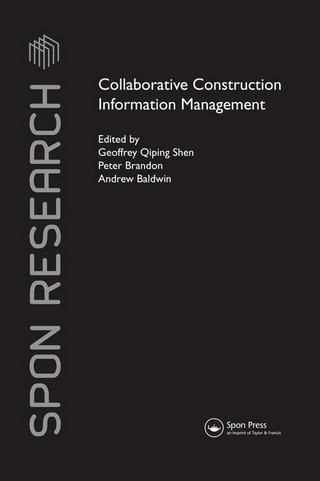 SPON RESEARCH
Collaborative Construction
Information Management
Edited by
Geoffrey Qiping Shen
Peter Brandon
Andrew Baldwin
Spon Press
an imprint of Taylor & Francis